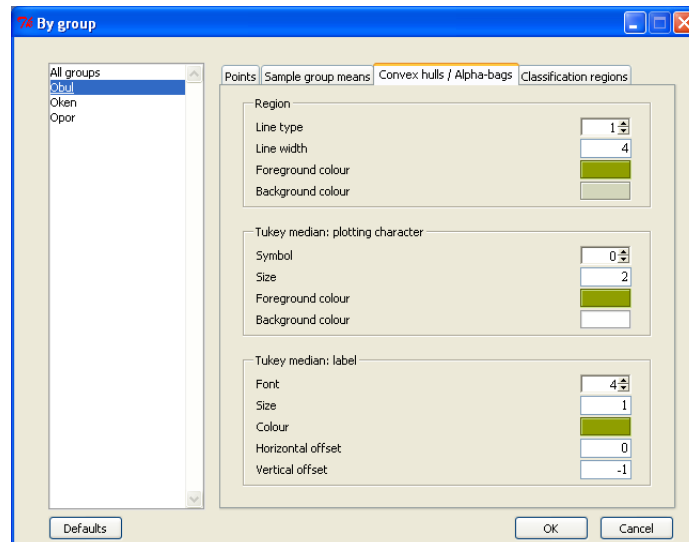 By group
All groups
Obul
Oken
Opor
Points Sample group means Convex hulls / Alpha-bags Classification regions
Region
Line type 1
Line width 4
Foreground colour
Background colour
Tukey median: plotting character
Symbol 0
Size 2
Foreground colour
Background colour
Tukey median: label
Font 4
Size 1
Colour
Horizontal offset 0
Vertical offset -1
Defaults OK Cancel